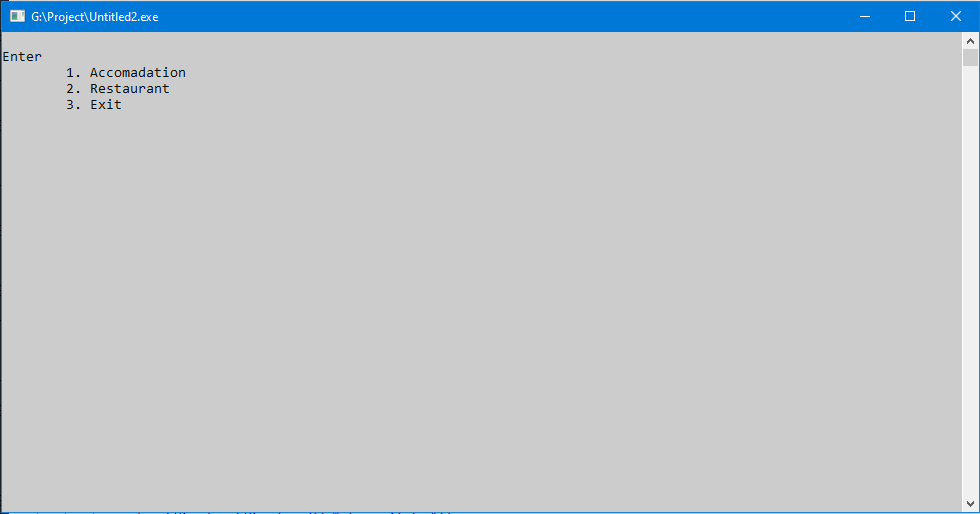 G:\Project\Untitled2.exe
Enter
1. Accomadation
2. Restaurant
3. Exit